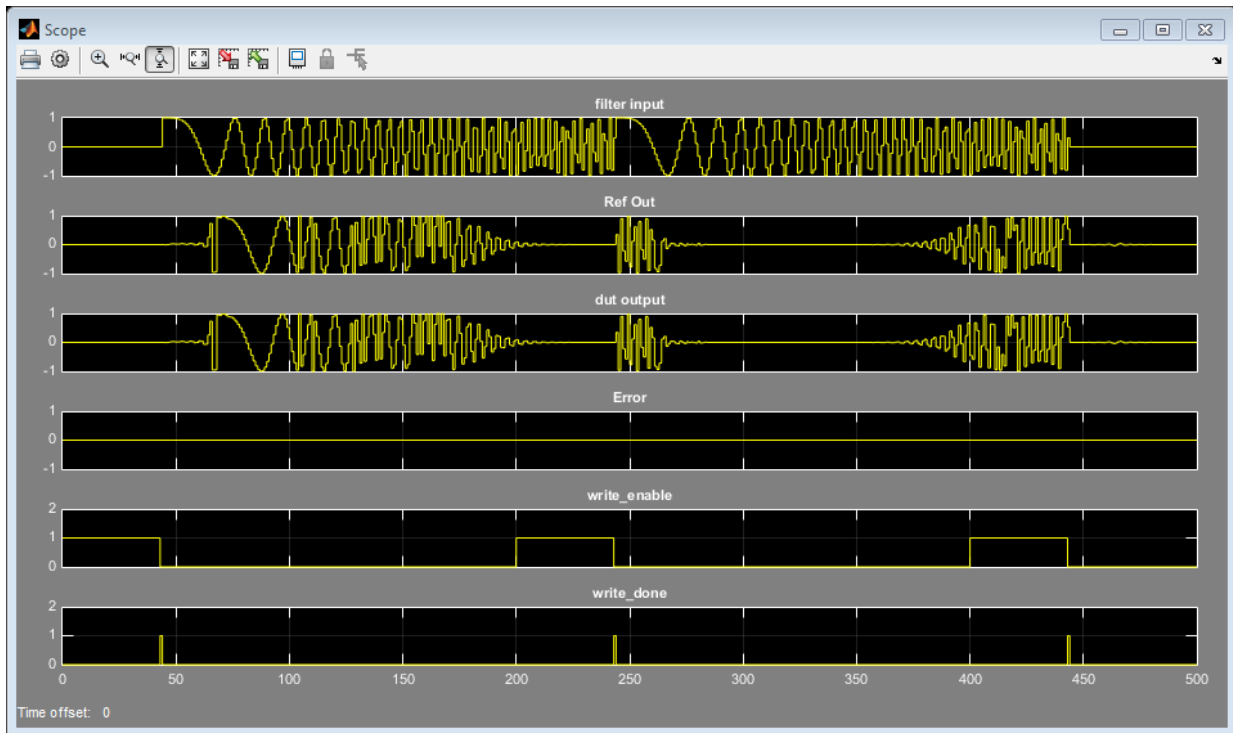 Scope
filter input
1
0
-1
Ref Out
1
0
-1
dut output
1
0
-1
Error
1
0
-1
write_enable
2
1
0
write_done
2
1
0
0 50 100 150 200 250 300 350 400 450 500
Time offset: 0